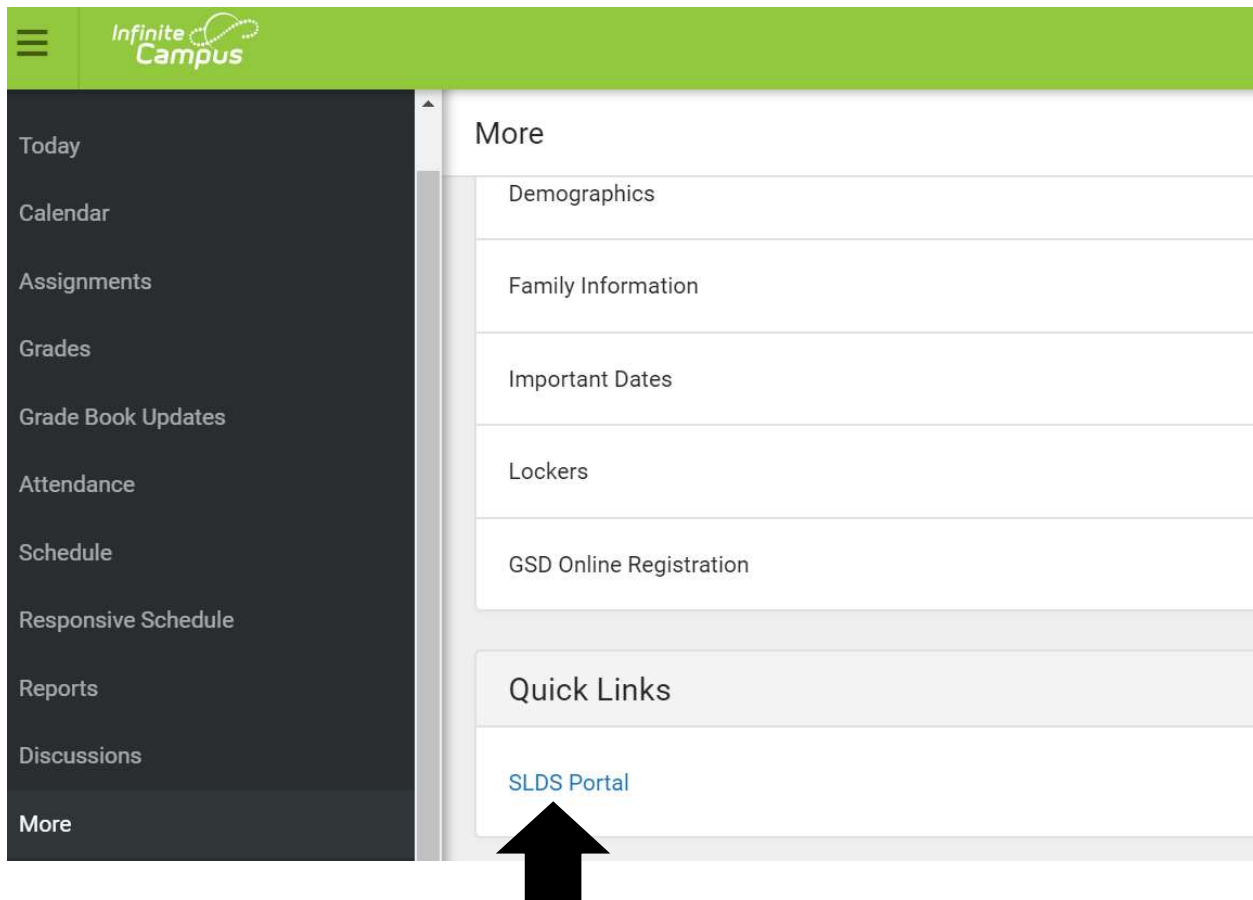 Infinite
Campus
Today
Calendar
Assignments
Grades
Grade Book Updates
Attendance
Schedule
Responsive Schedule
Reports
Discussions
More
More
Demographics
Family Information
Important Dates
Lockers
GSD Online Registration
Quick Links
SLDS Portal